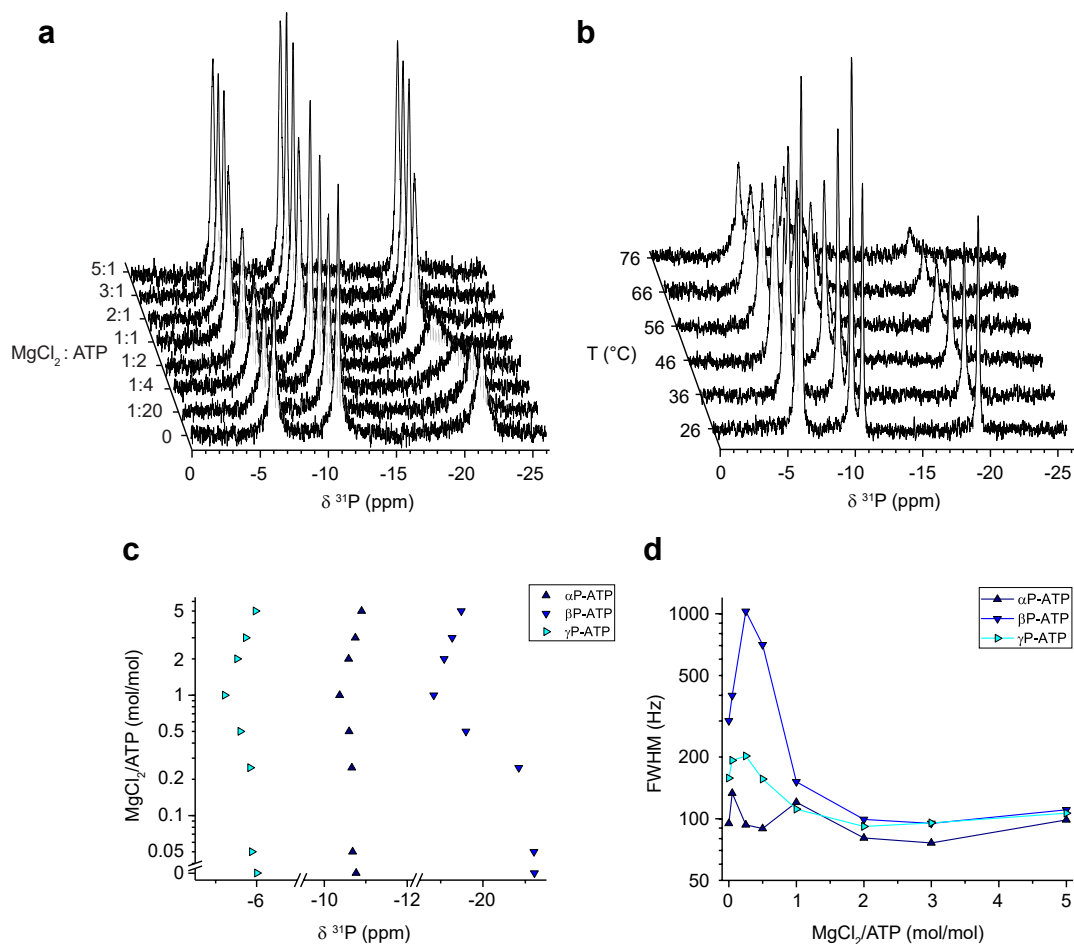 a
5:1
3:1
2:1
1:1
MgCl2 : ATP
1:2
1:4
1:20
0
0 -5 -10 -15 -20 -25
δ 31P (ppm)
b
76
66
56
T (°C)
46
36
26
0 -5 -10 -15 -20 -25
δ 31P (ppm)
c
αP-ATP
βP-ATP
γP-ATP
MgCl2/ATP (mol/mol)
5
2
1
0.5
0.2
0.1
0.05
0
-6 -10 -12 -20
δ 31P (ppm)
d
αP-ATP
βP-ATP
γP-ATP
FWHM (Hz)
1000
500
200
100
50
0 1 2 3 4 5
MgCl2/ATP (mol/mol)